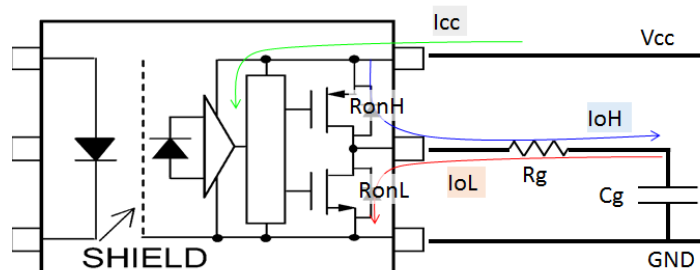 Icc
Vcc
RonH
IoH
Rg
RonL
IoL
Cg
SHIELD
GND